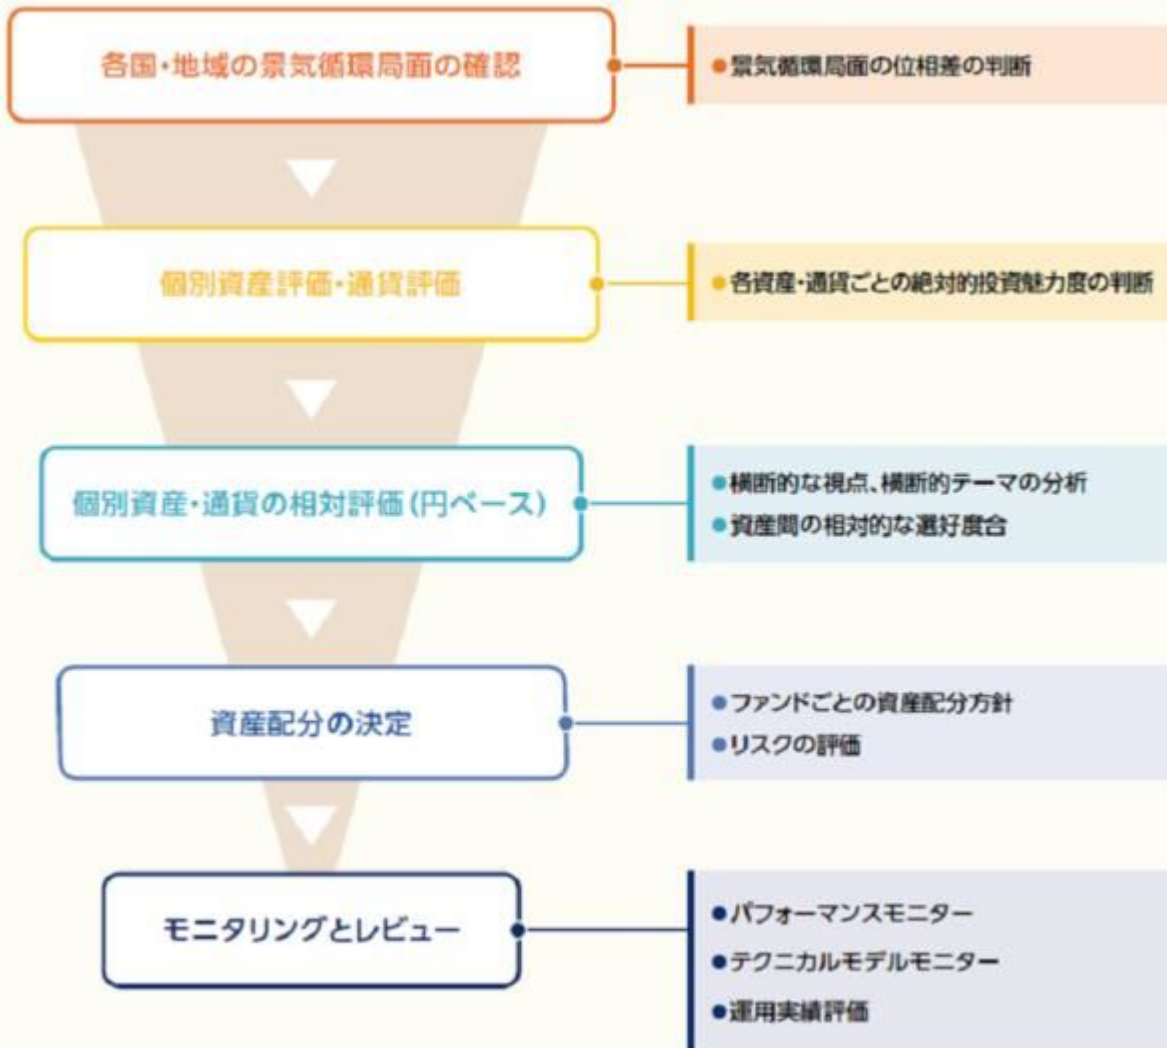 各国・地域の景気循環局面の確認
●景気循環局面の位相差の判断
個別資産評価・通貨評価
●各資産・通貨ごとの絶対的投資魅力度の判断
個別資産・通貨の相対評価(円ベース)
●横断的な視点、横断的テーマの分析
●資産間の相対的な選好度合
資産配分の決定
●ファンドごとの資産配分方針
●リスクの評価
モニタリングとレビュー
●パフォーマンスモニター
●テクニカルモデルモニター
●運用実績評価